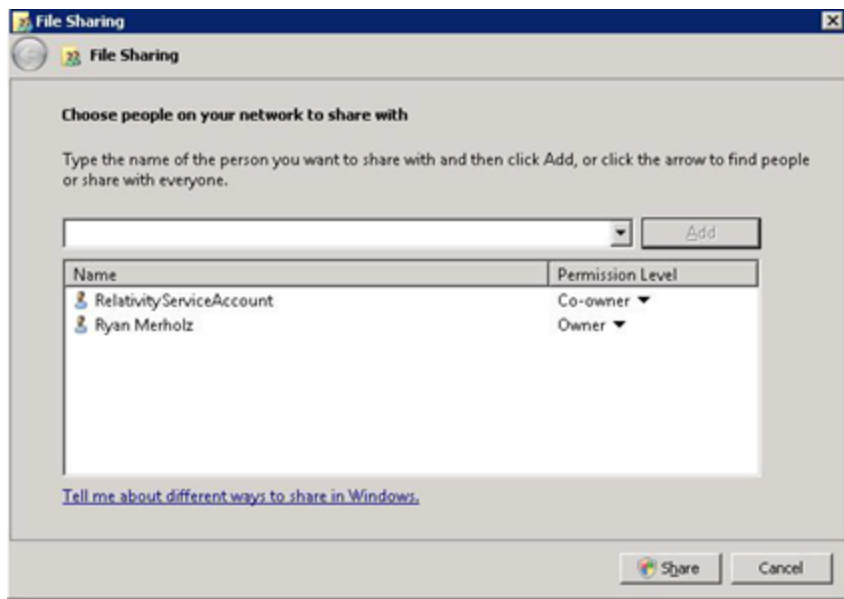 File Sharing
File Sharing
Choose people on your network to share with
Type the name of the person you want to share with and then click Add, or click the arrow to find people
or share with everyone.
Add
Name Permission Level
RelativityServiceAccount Co-owner
Ryan Merholz Owner
Tell me about different ways to share in Windows.
Share Cancel